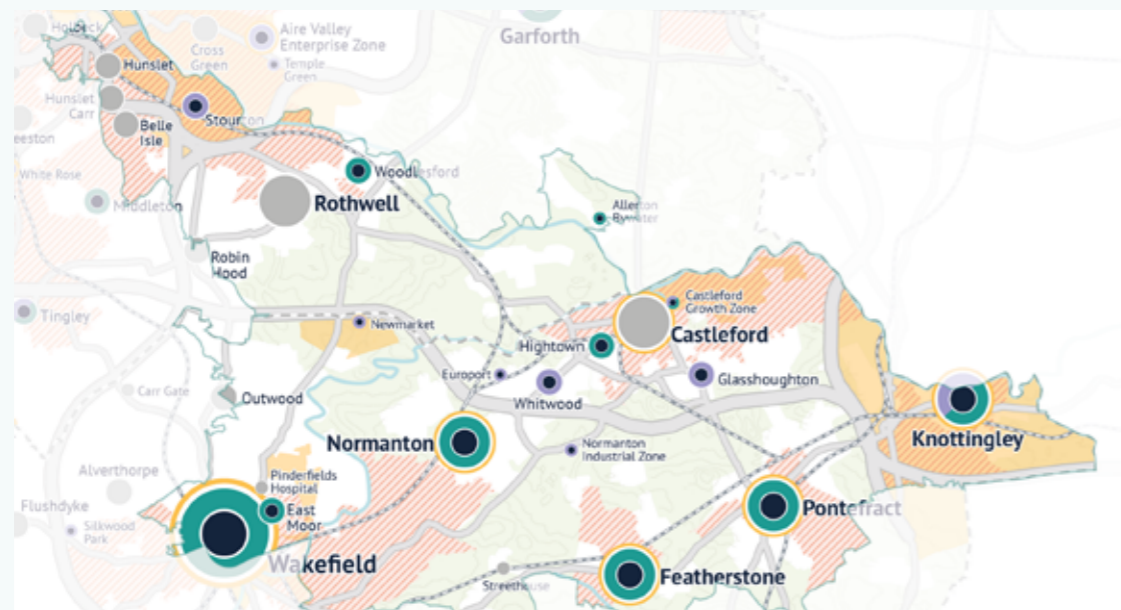 Holbeck
Cross
Green
Aire Valley
Enterprise Zone
Garforth
Hunslet
Temple
Green
Hunslet
Carr
Stourton
Belle
Isle
eeston
White Rose
Woodlesford
Middleton
Rothwell
Allerton
Bywater
Robin
Hood
Castleford
Growth Zone
Tingley
Newmarket
Castleford
Hightown
Europort
Glasshoughton
Whitwood
Carr Gate
Outwood
Knottingley
Normanton
Normanton
Industrial Zone
Alverthorpe
Pinderfields
Hospital
Flushdyke
East
Moor
Pontefract
Silkwood
Park
Wakefield
Streethouse
Featherstone